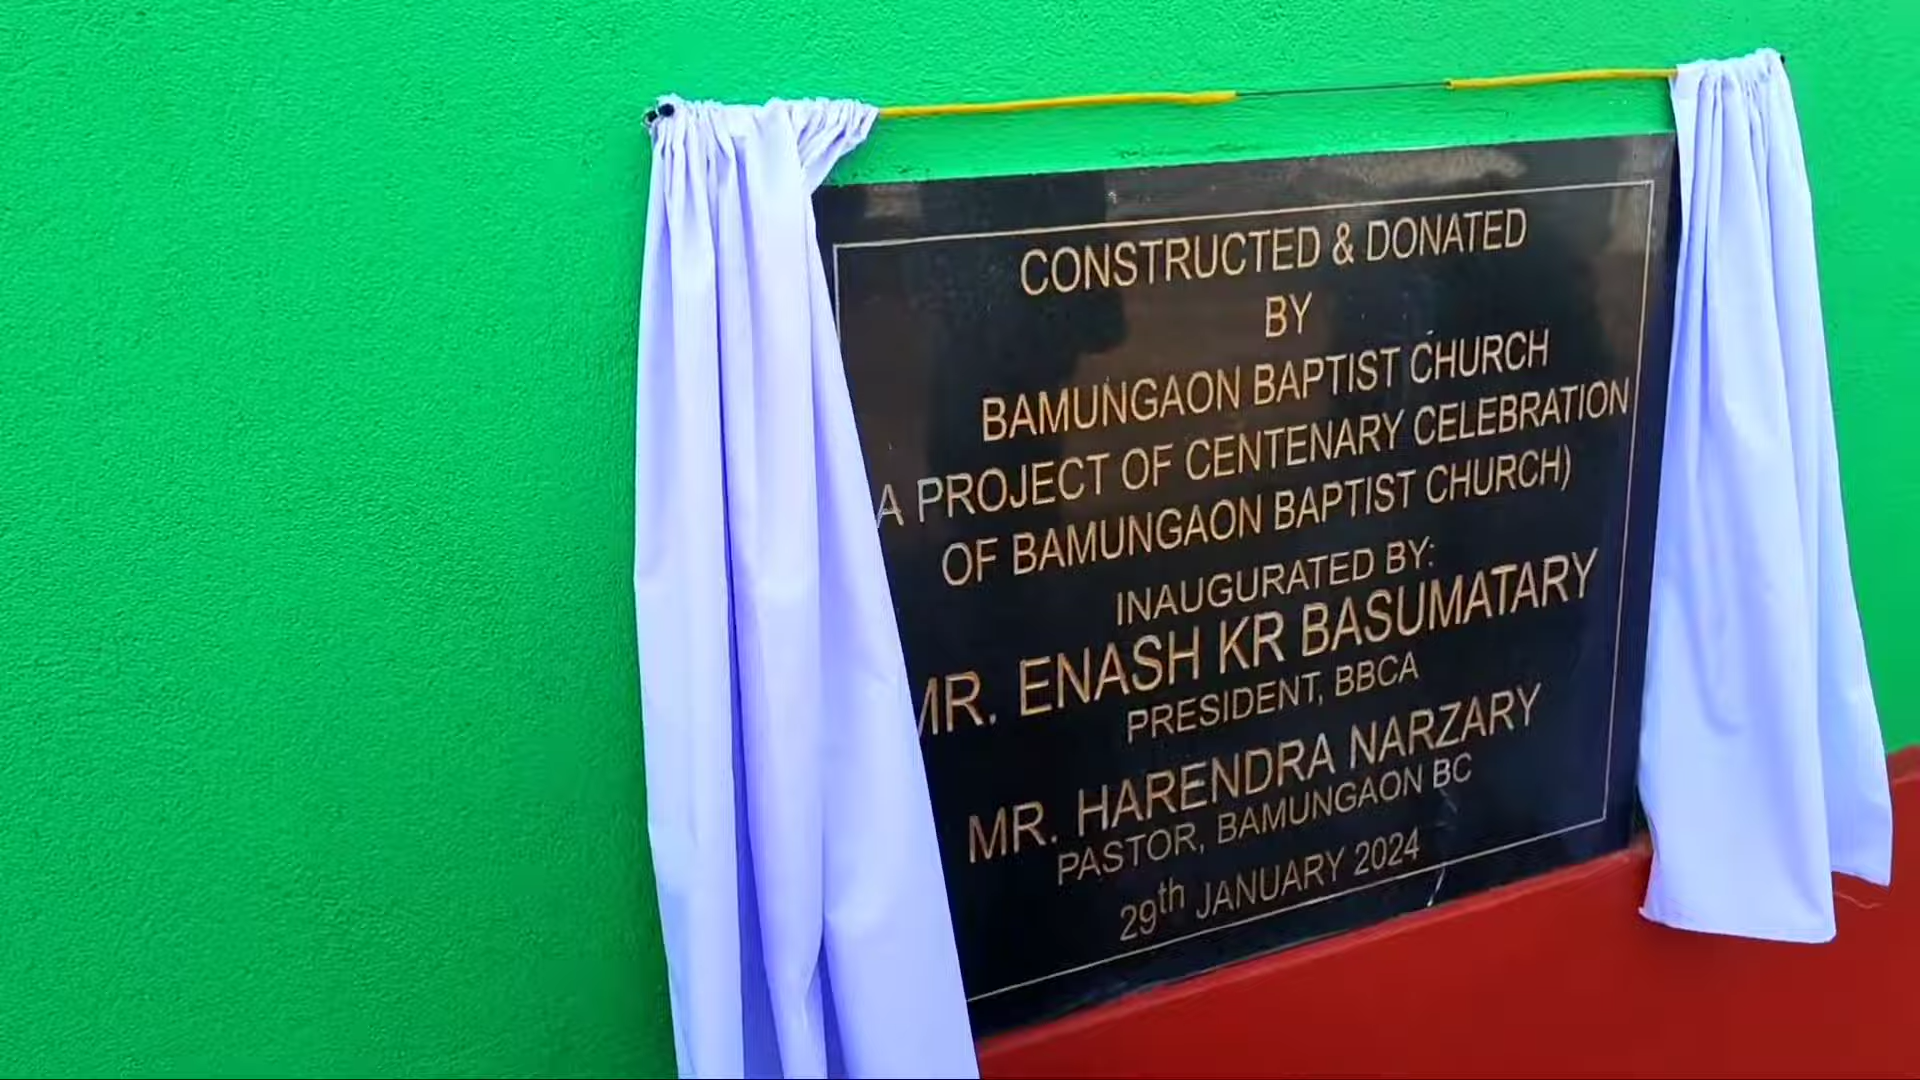 CONSTRUCTED & DONATED
BY
BAMUNGAON BAPTIST CHURCH
A PROJECT OF CENTENARY CELEBRATION
OF BAMUNGAON BAPTIST CHURCH)
INAUGURATED BY:
MR. ENASH KR BASUMATARY
PRESIDENT, BBCA
MR. HARENDRA NARZARY
PASTOR, BAMUNGAON BC
29th JANUARY 2024